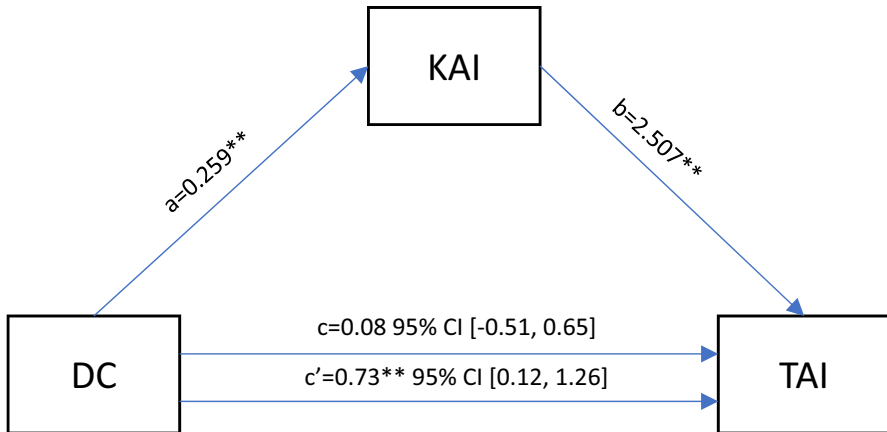 KAI
a=0.259**
b=2.507**
c=0.08 95% CI [-0.51, 0.65]
DC
c’=0.73** 95% CI [0.12, 1.26]
TAI